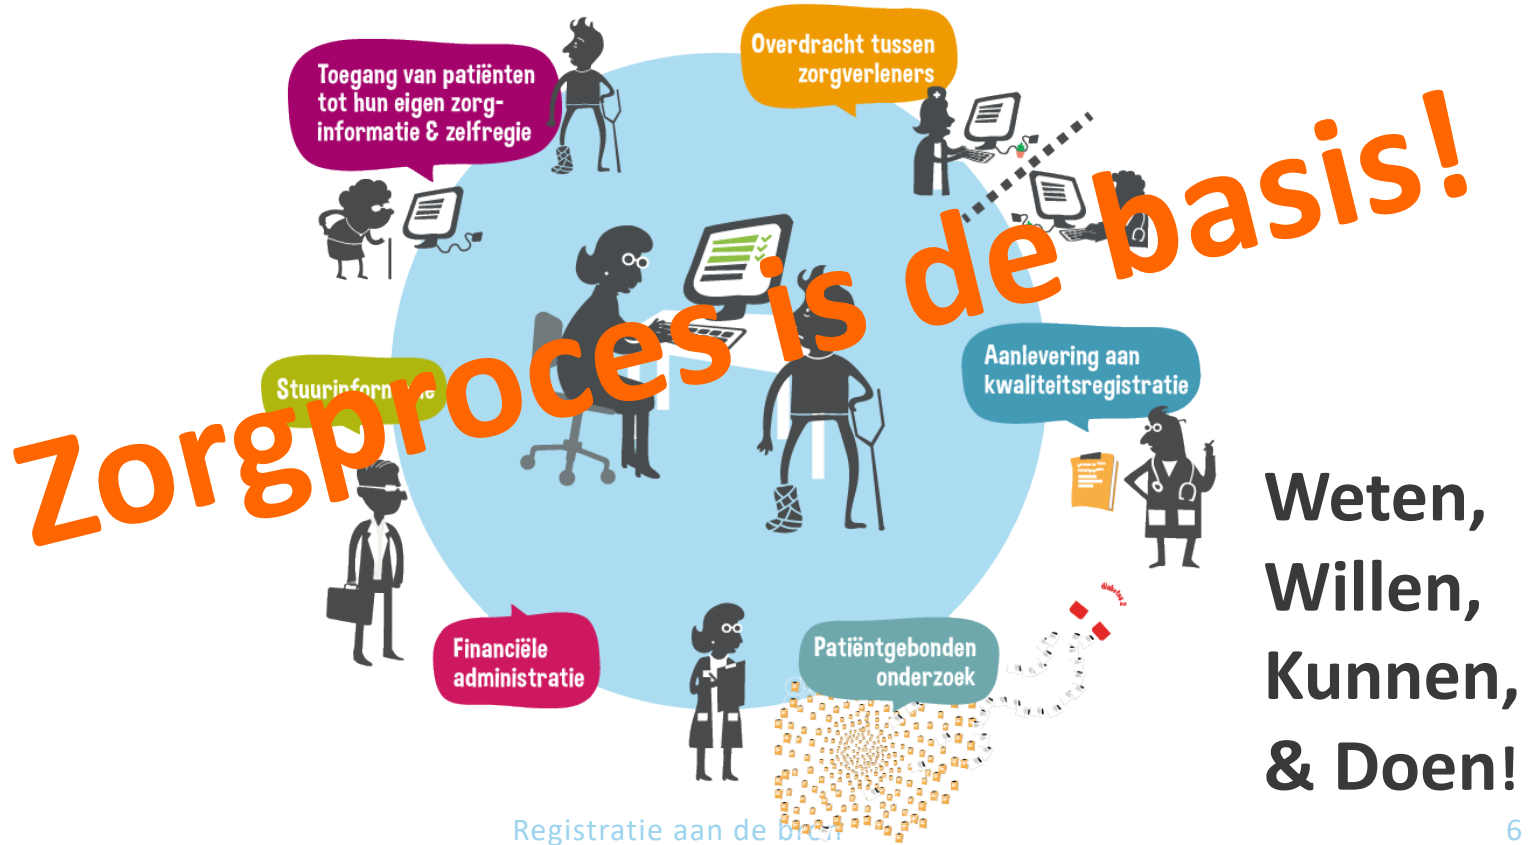 Toegang van patiënten
tot hun eigen zorg-
informatie & zelfregie
Overdracht tussen
zorgverleners
Zorgproces is de basis!
Aanlevering aan
kwaliteitsregistratie
Weten,
Willen,
Kunnen,
& Doen!
Financiële
administratie
Patiëntgebonden
onderzoek
Registratie aan de
6